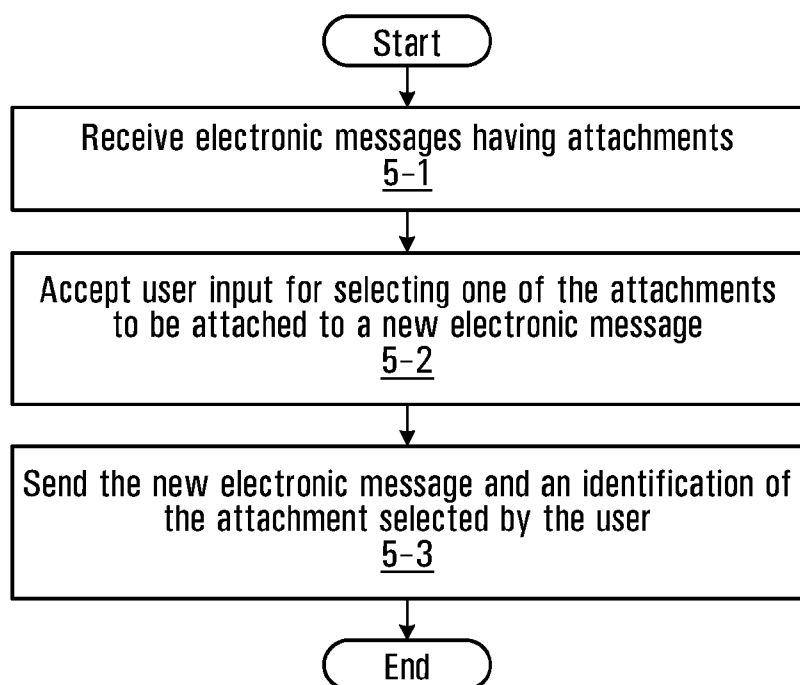 Start
Receive electronic messages having attachments
5-1
Accept user input for selecting one of the attachments
to be attached to a new electronic message
5-2
Send the new electronic message and an identification of
the attachment selected by the user
5-3
End